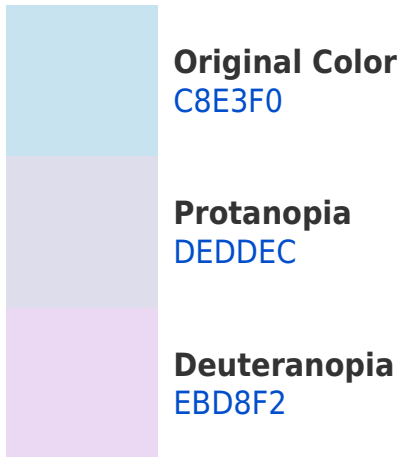 Original Color
C8E3F0
Protanopia
DEDDEC
Deuteranopia
EBD8F2